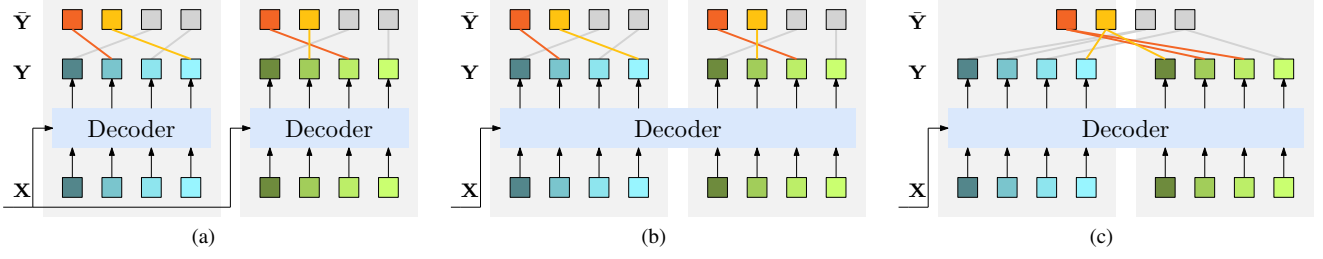 Ȳ Ȳ Ȳ
Y Y Y
Decoder Decoder Decoder Decoder
X X X
(a) (b) (c)